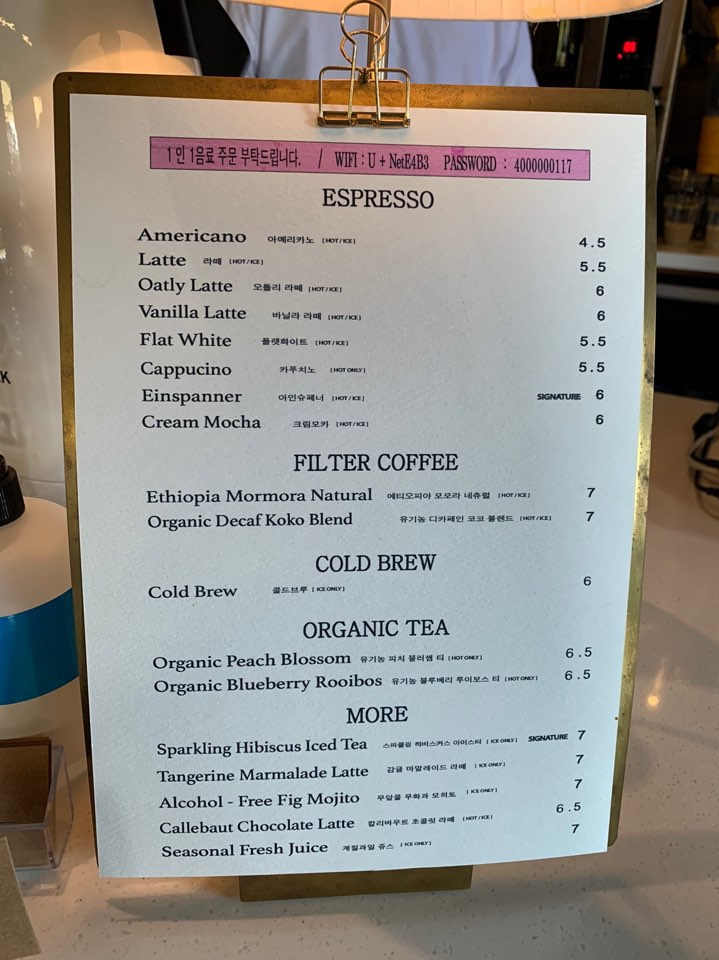 1인 1음료 주문 부탁드립니다. / WIFI : U + NetE4B3 PASSWORD : 4000000117
ESPRESSO
Americano 아메리카노 [HOT/ICE] 4.5
Latte 라떼 [HOT/ICE] 5.5
Oatly Latte 오틀리 라떼 [HOT/ICE] 6
Vanilla Latte 바닐라 라떼 [HOT/ICE] 6
Flat White 플랫화이트 [HOT/ICE] 5.5
Cappucino 카푸치노 [HOT ONLY] 5.5
Einspanner 아인슈페너 [HOT/ICE] SIGNATURE 6
Cream Mocha 크림모카 [HOT/ICE] 6
FILTER COFFEE
Ethiopia Mormora Natural 에티오피아 모모라 네츄럴 [HOT/ICE] 7
Organic Decaf Koko Blend 유기농 디카페인 코코 블렌드 [HOT/ICE] 7
COLD BREW
Cold Brew 콜드브루 [ICE ONLY] 6
ORGANIC TEA
Organic Peach Blossom 유기농 피치 블러썸 티 [HOT ONLY] 6.5
Organic Blueberry Rooibos 유기농 블루베리 루이보스 티 [HOT ONLY] 6.5
MORE
Sparkling Hibiscus Iced Tea 스파클링 히비스커스 아이스티 [ICE ONLY] SIGNATURE 7
Tangerine Marmalade Latte 감귤 마말레이드 라떼 [ICE ONLY] 7
Alcohol - Free Fig Mojito 무알콜 무화과 모히토 [ICE ONLY] 7
Callebaut Chocolate Latte 칼리바우트 초콜릿 라떼 [HOT/ICE] 6.5
Seasonal Fresh Juice 계절과일 쥬스 [ICE ONLY] 7